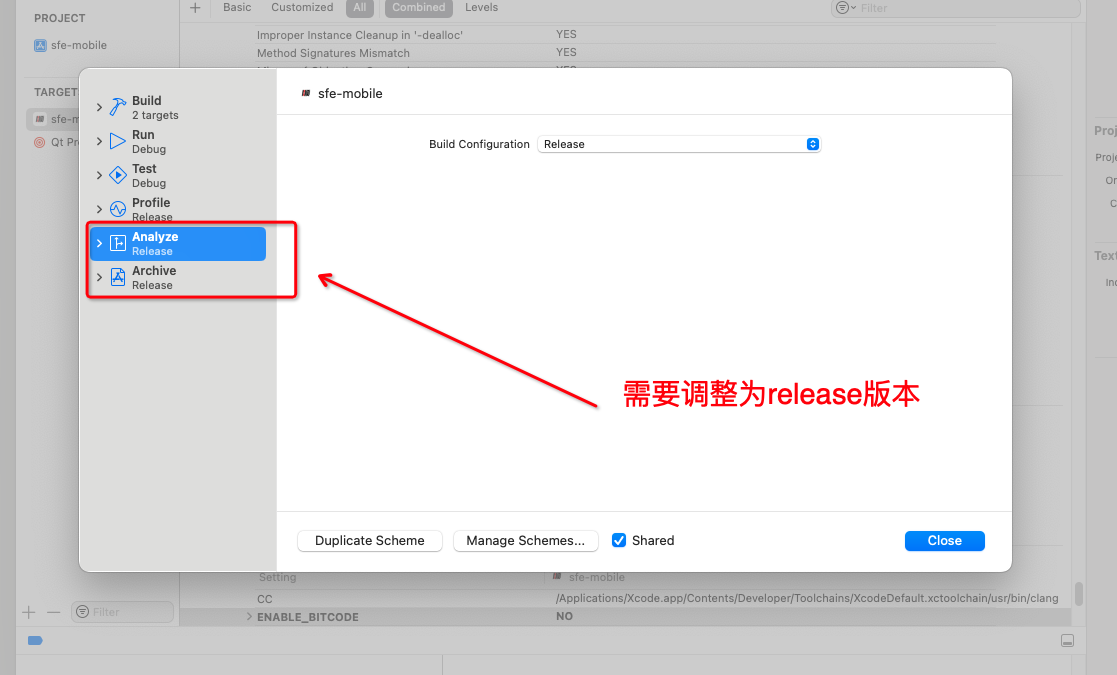 PROJECT
sfe-mobile
TARGET
sfe-m
Qt Pro
Basic Customized All Combined Levels
Filter
Improper Instance Cleanup in '-dealloc' YES
Method Signatures Mismatch YES
Build
2 targets
Run
Debug
Test
Debug
Profile
Release
Analyze
Release
Archive
Release
sfe-mobile
Build Configuration Release
需要调整为release版本
Duplicate Scheme Manage Schemes... Shared Close
Proj
Proje
Or
C
Text
Ind
Setting sfe-mobile
CC /Applications/Xcode.app/Contents/Developer/Toolchains/XcodeDefault.xctoolchain/usr/bin/clang
ENABLE_BITCODE NO
Filter